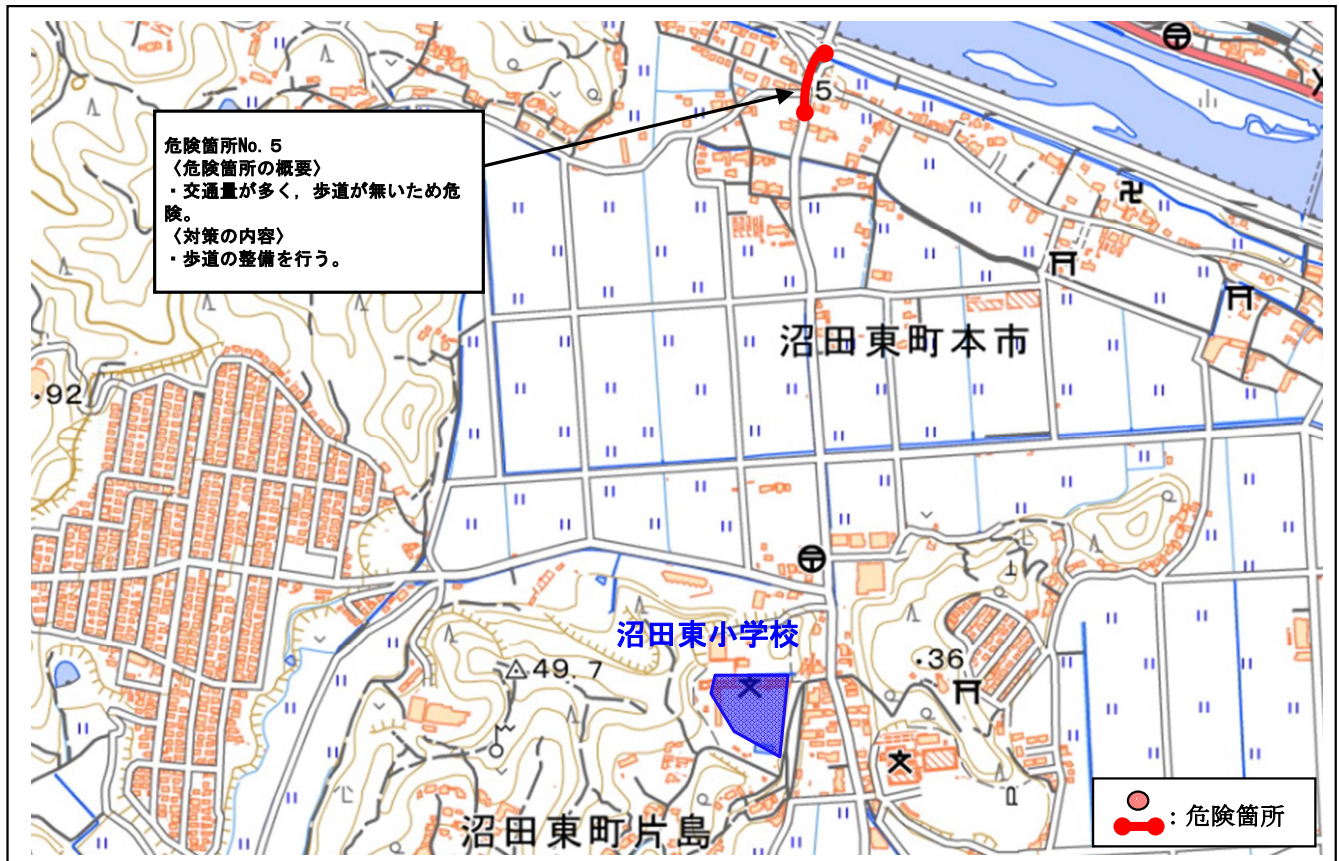 5
危険箇所No. 5
〈危険箇所の概要〉
・交通量が多く，歩道が無いため危
険。
〈対策の内容〉
・歩道の整備を行う。
沼田東町本市
・92
沼田東小学校
49.7
・36
沼田東町片島
：危険箇所